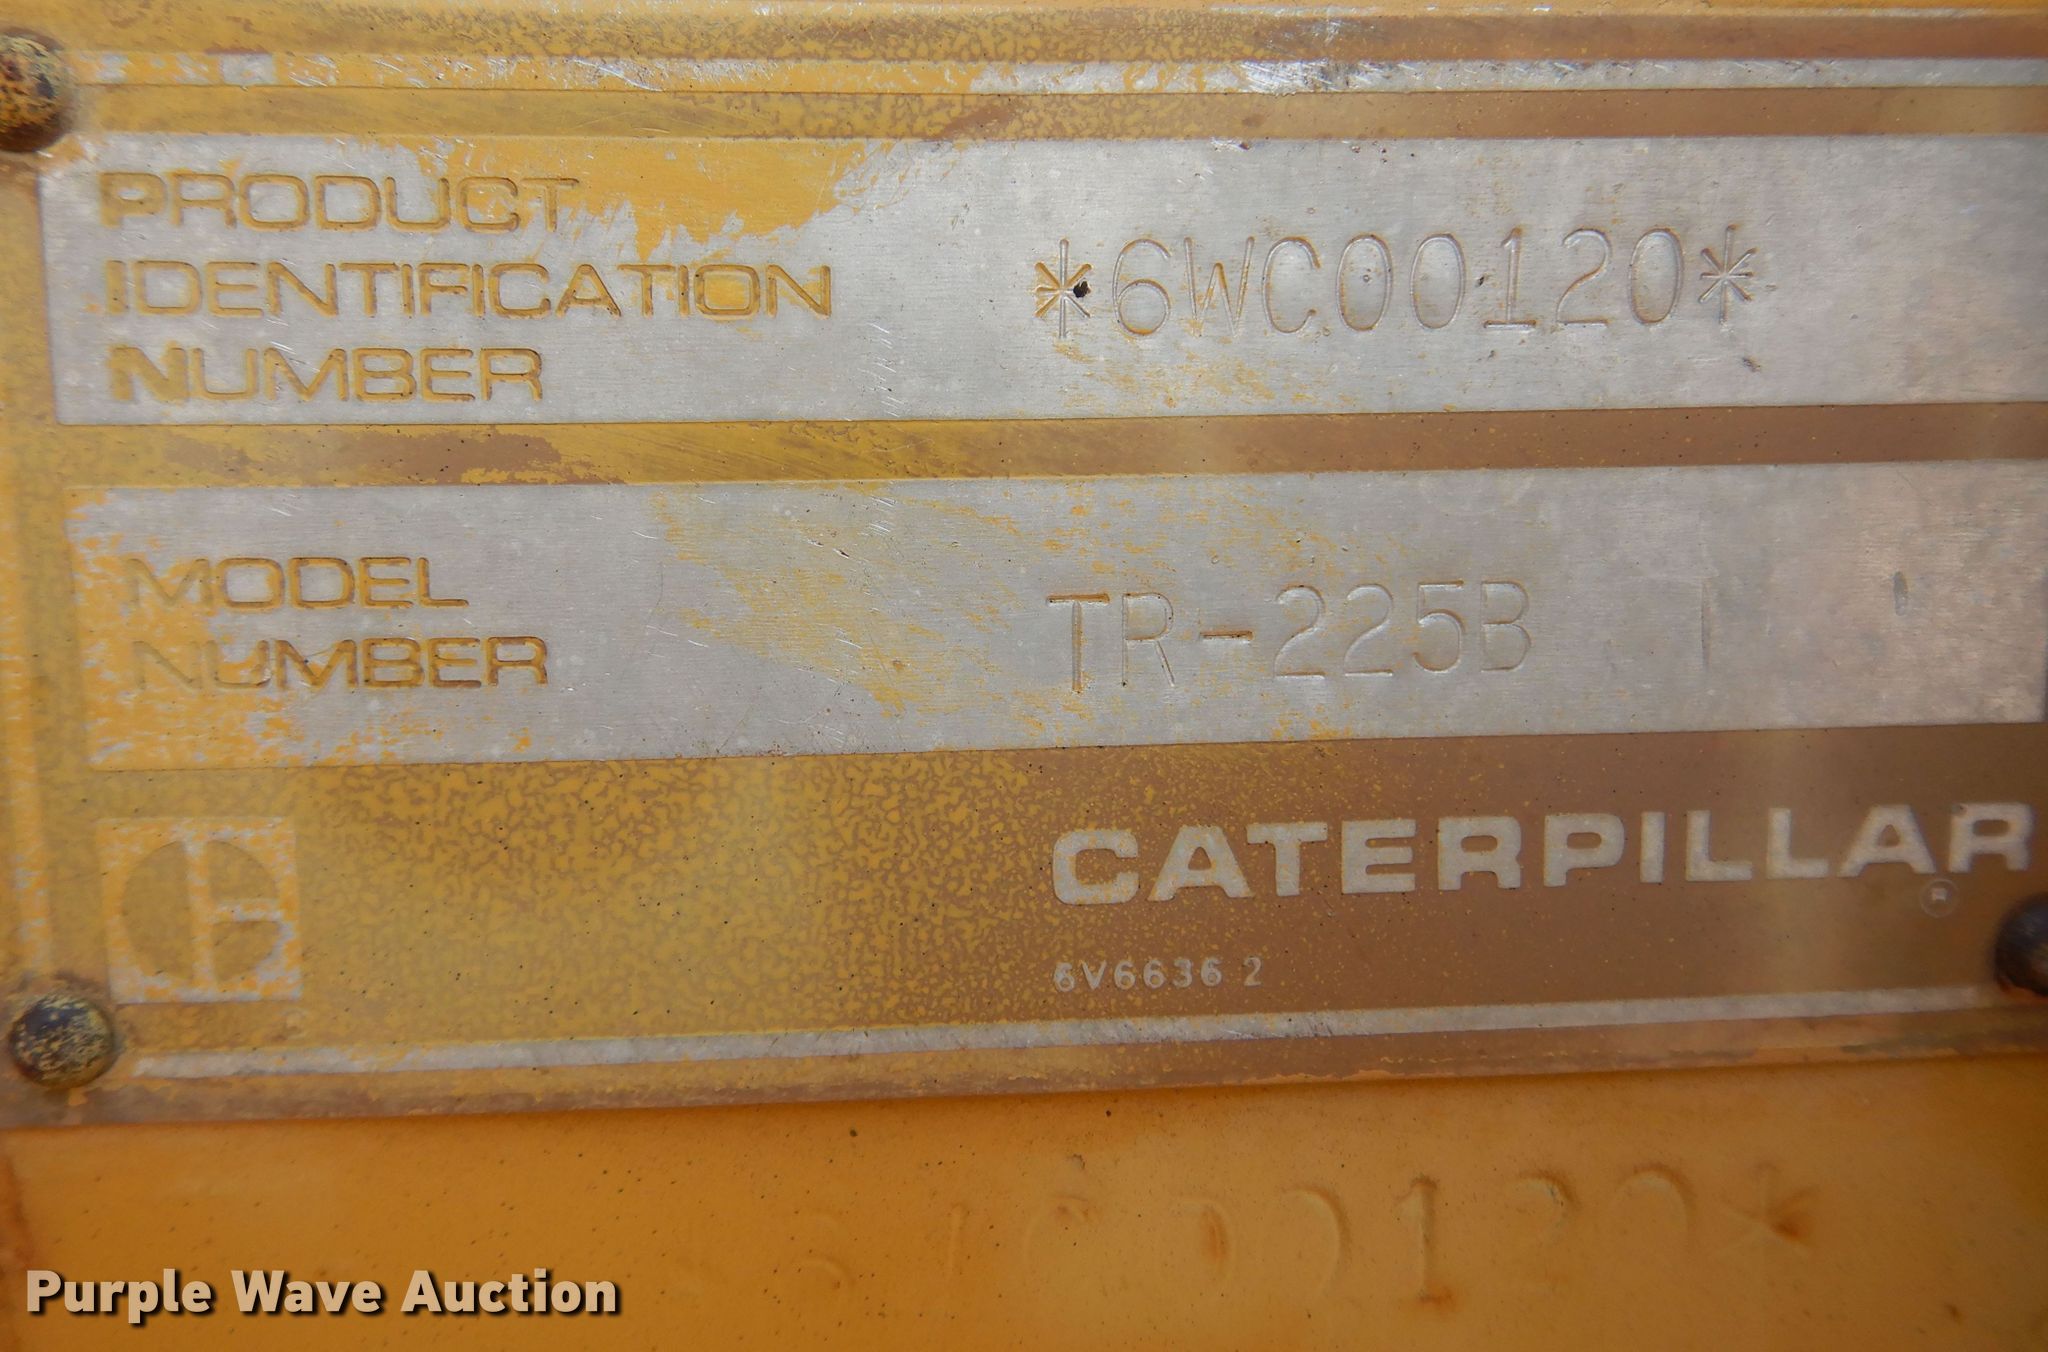 PRODUCT
IDENTIFICATION
NUMBER
*6WC00120*
MODEL
NUMBER
TR-225B
CATERPILLAR
®
6V6636 2
Purple Wave Auction